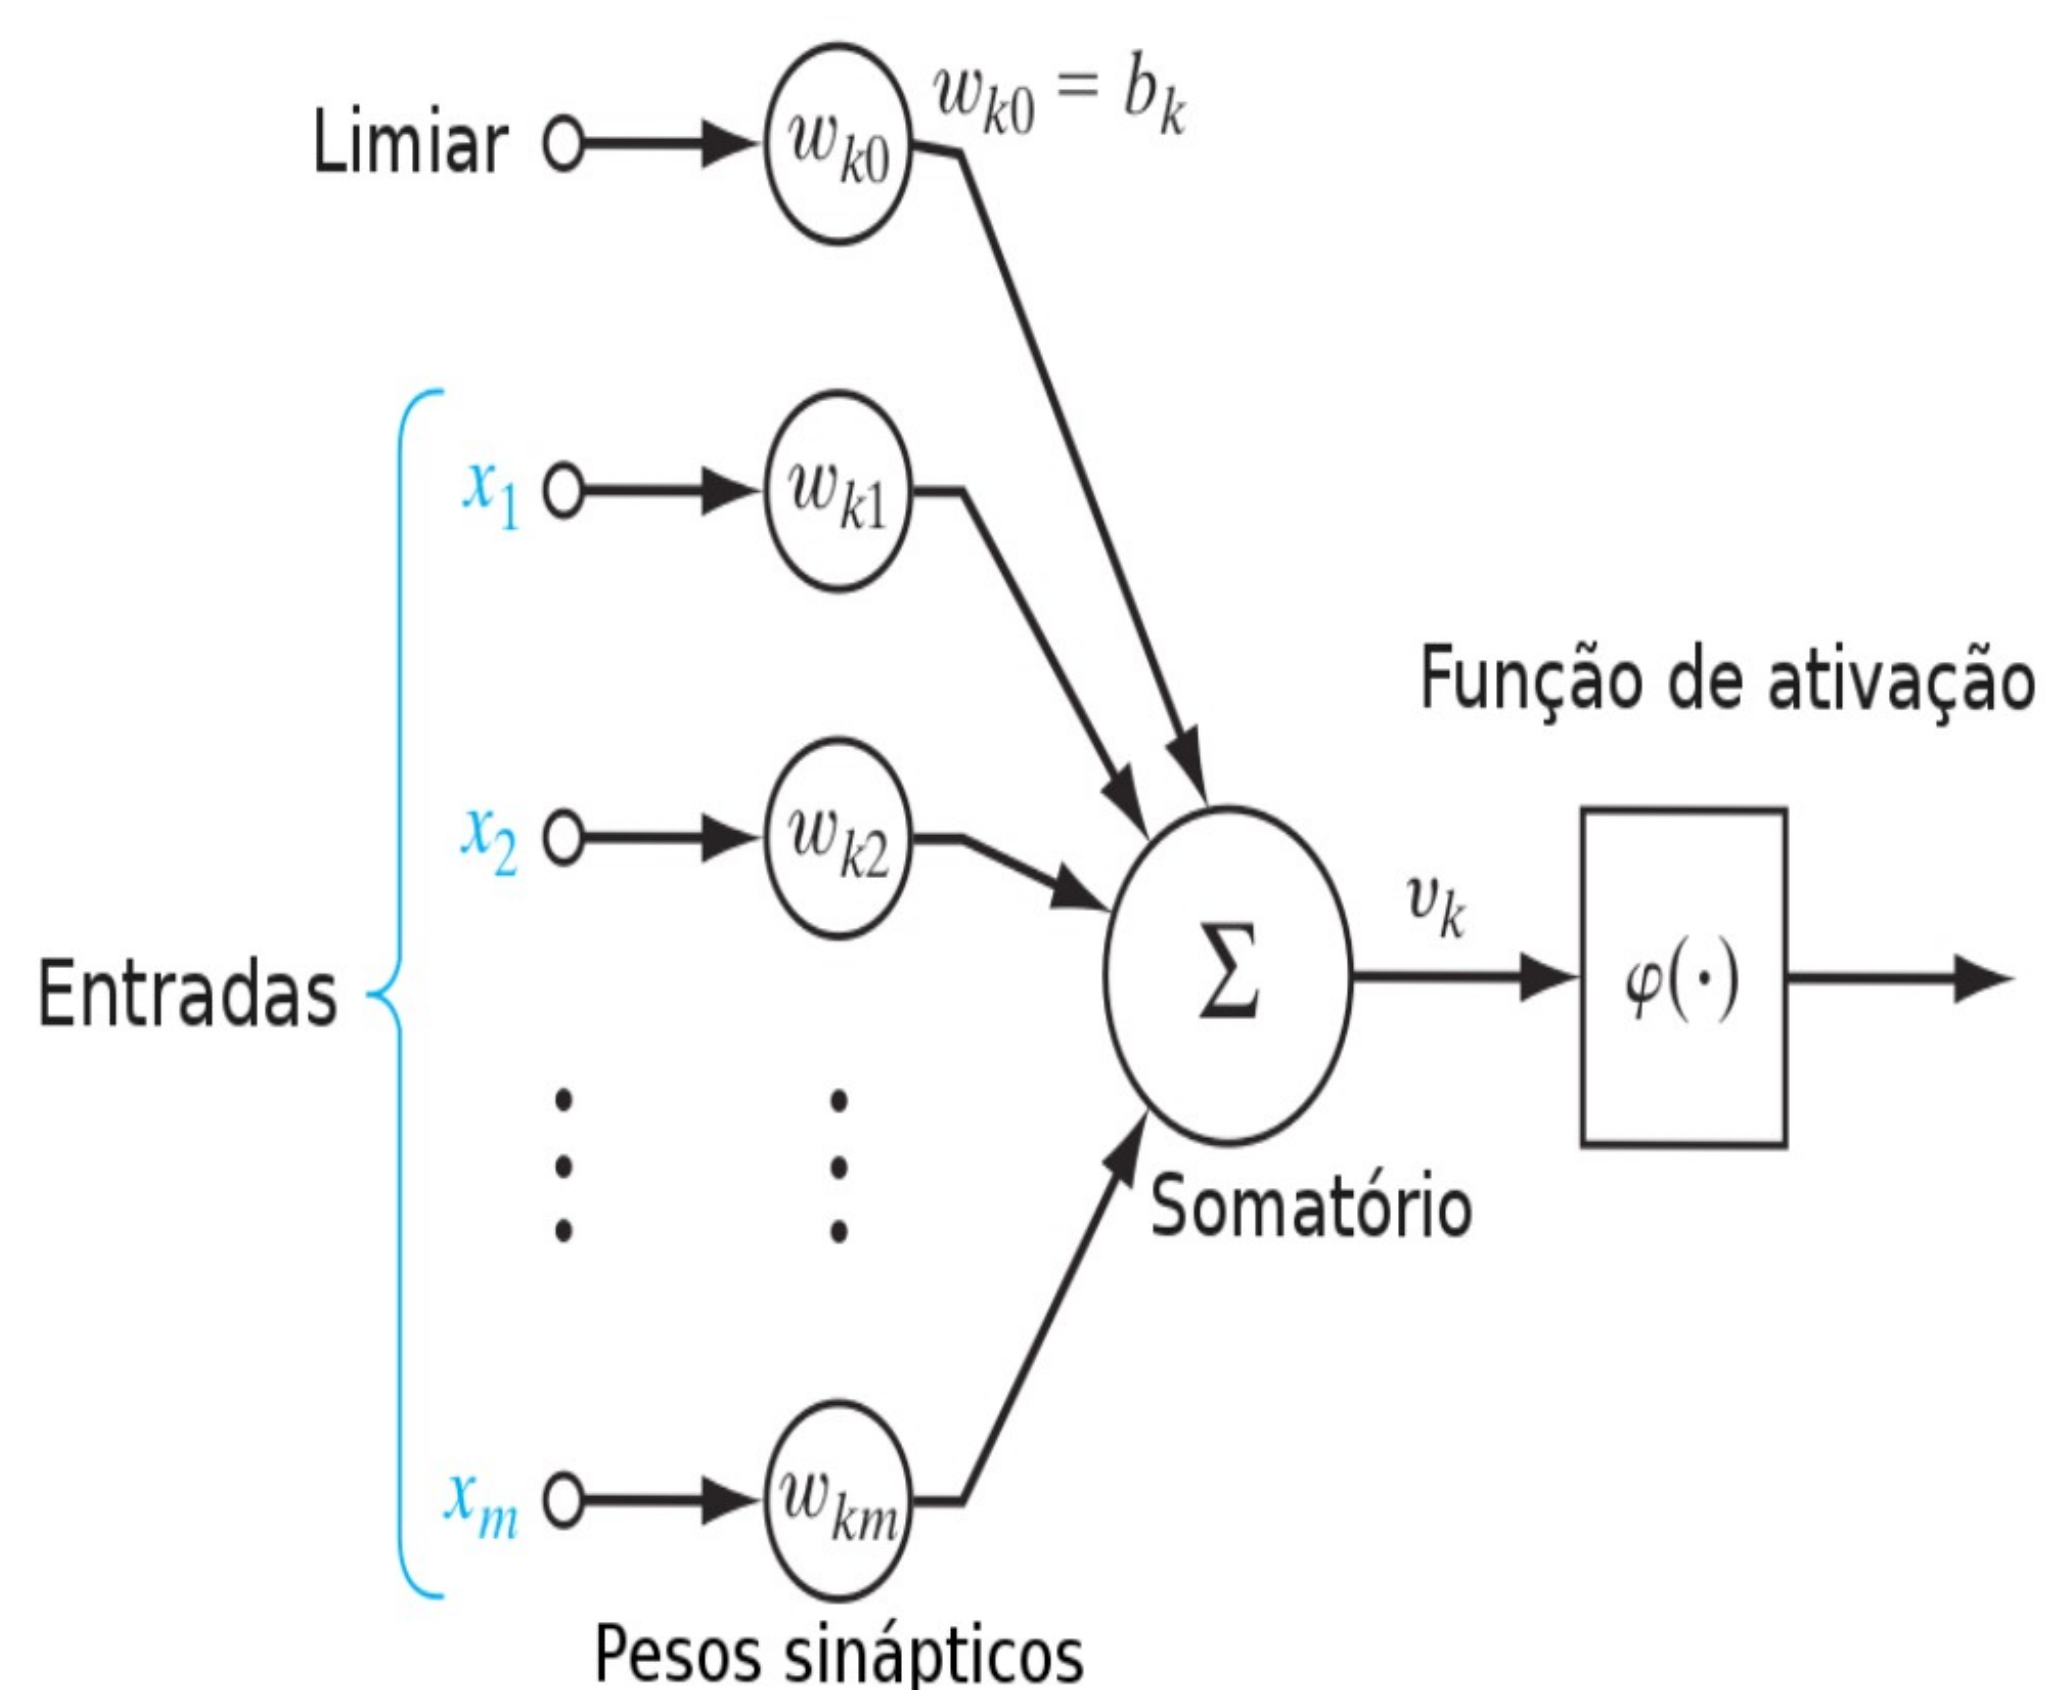 Limiar
w_k0
w_k0 = b_k
x_1
w_k1
x_2
w_k2
Entradas
Função de ativação
Σ
v_k
φ(·)
Somatório
x_m
w_km
Pesos sinápticos